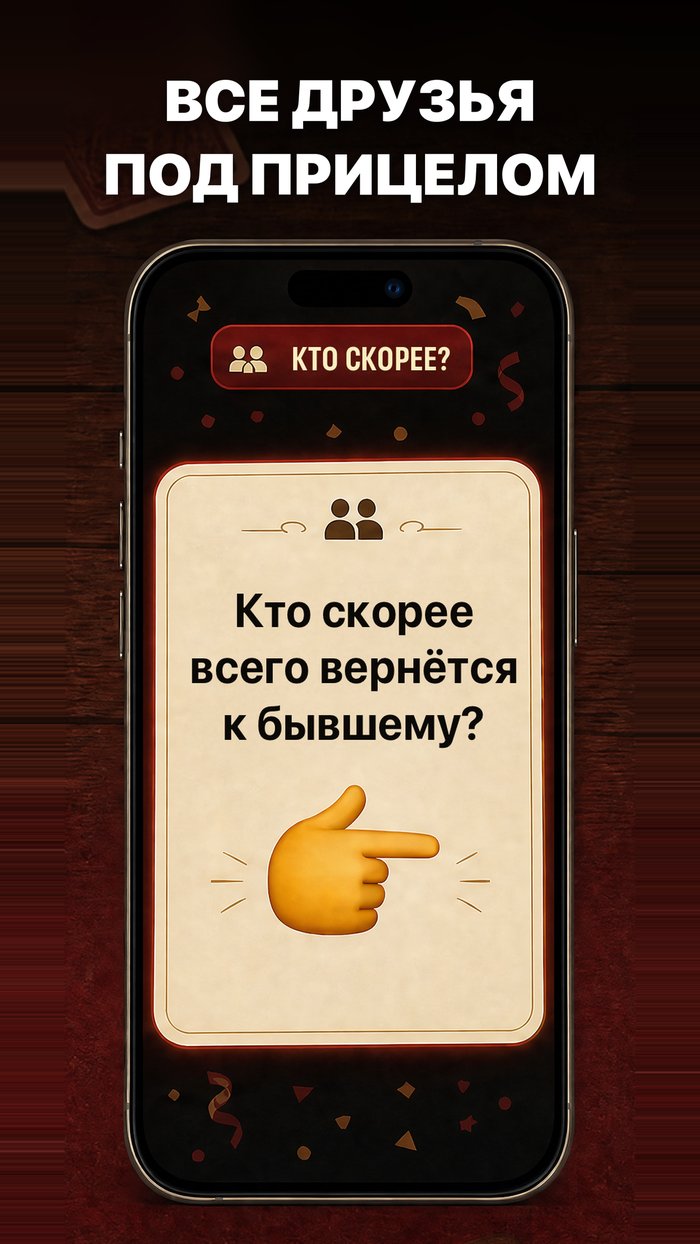 ВСЕ ДРУЗЬЯ
ПОД ПРИЦЕЛОМ
КТО СКОРЕЕ?
Кто скорее
всего вернётся
к бывшему?